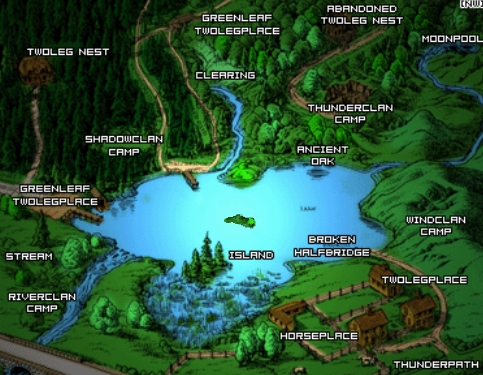 [NW]
GREENLEAF
TWOLEGPLACE
ABANDONED
TWOLEG NEST
MOONPOOL
TWOLEG NEST
CLEARING
THUNDERCLAN
CAMP
SHADOWCLAN
CAMP
ANCIENT
OAK
GREENLEAF
TWOLEGPLACE
WINDCLAN
CAMP
BROKEN
HALFBRIDGE
STREAM
ISLAND
TWOLEGPLACE
RIVERCLAN
CAMP
HORSEPLACE
THUNDERPATH